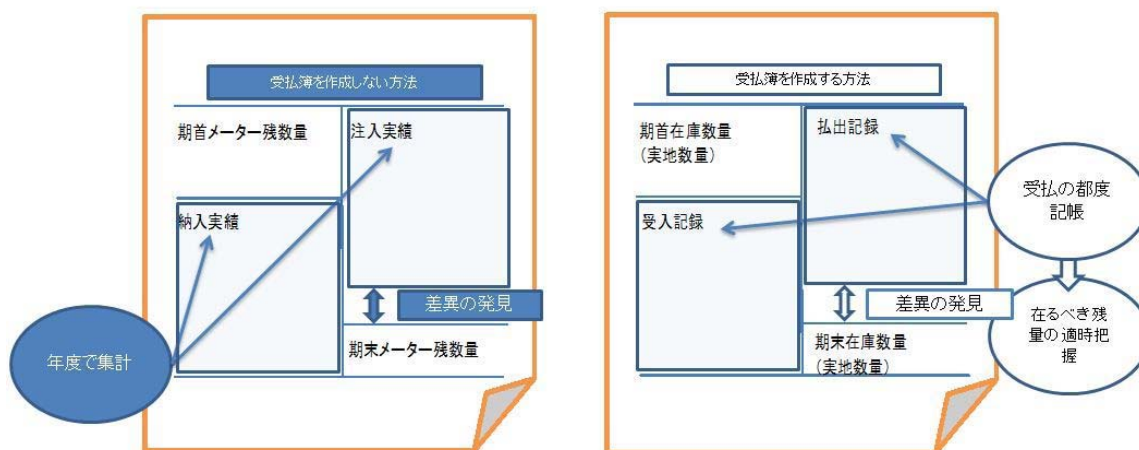 受払簿を作成しない方法
期首メーター残数量
注入実績
納入実績
差異の発見
期末メーター残数量
年度で集計
受払簿を作成する方法
期首在庫数量
(実地数量)
払出記録
受入記録
差異の発見
期末在庫数量
(実地数量)
受払の都度
記帳
在るべき残
量の適時把
握